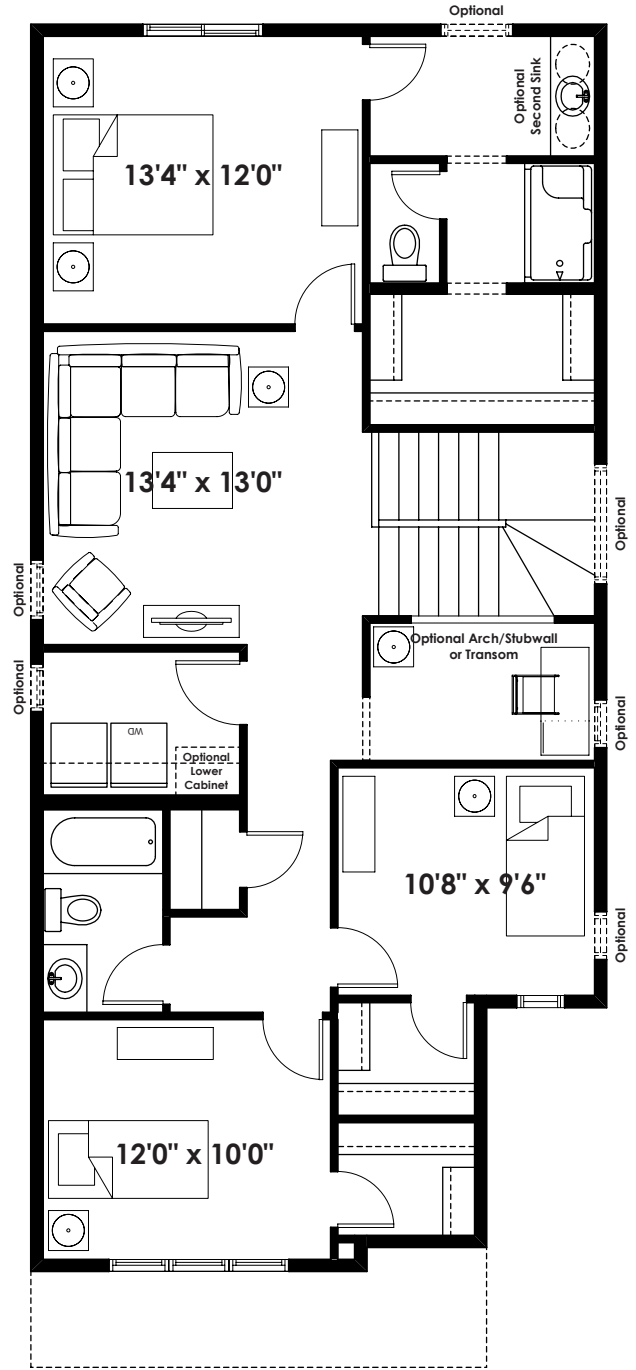 Optional
Optional
Second Sink
13'4" x 12'0"
13'4" x 13'0"
Optional
Optional
Optional Arch/Stubwall
or Transom
Optional
Optional
WD
Optional
Lower
Cabinet
10'8" x 9'6"
Optional
12'0" x 10'0"